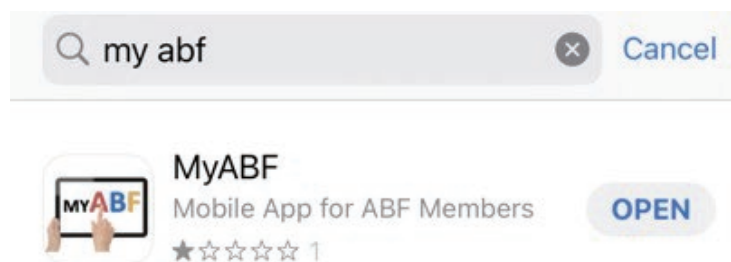 my abf
Cancel
MyABF
MYABF
Mobile App for ABF Members
OPEN
1